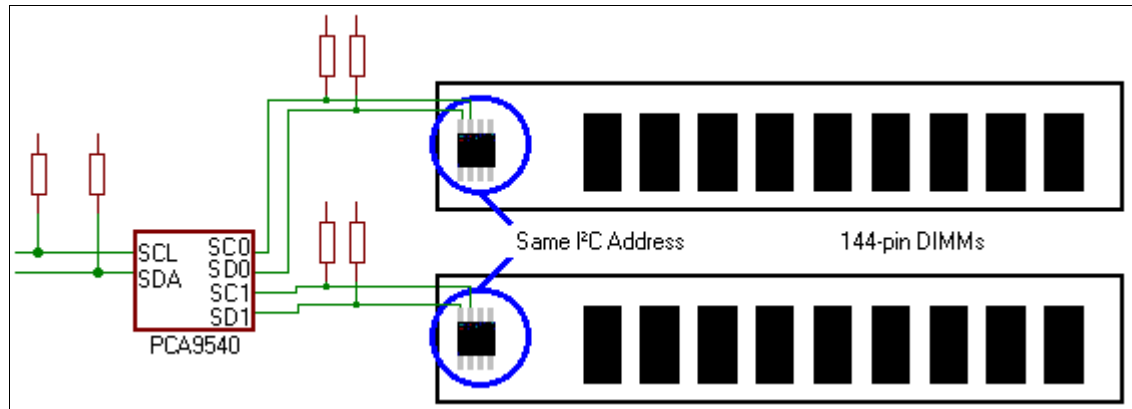 SCL
SDA
SC0
SD0
SC1
SD1
PCA9540
Same I²C Address
144-pin DIMMs